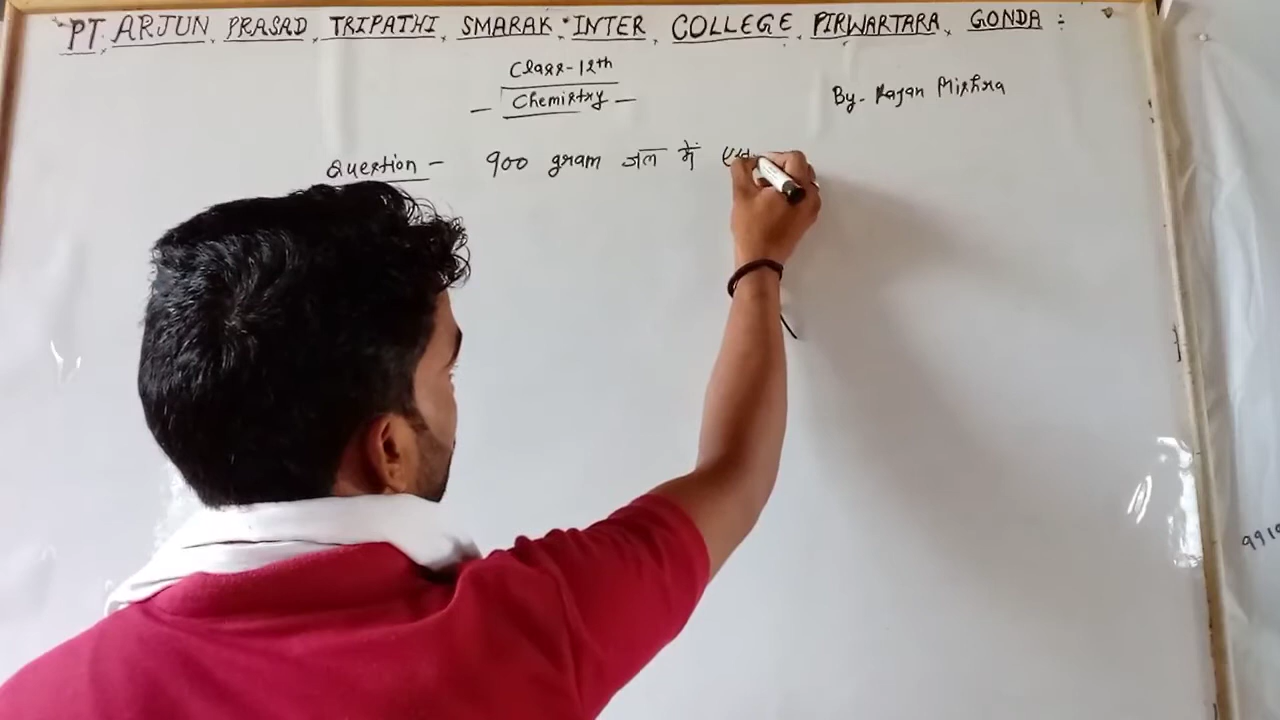 PT. ARJUN PRASAD TRIPATHI SMARAK INTER COLLEGE PIRWARTARA, GONDA :
Class-12th
- Chemistry -
By. Rajan Mishra
Question - 900 gram जल में
991